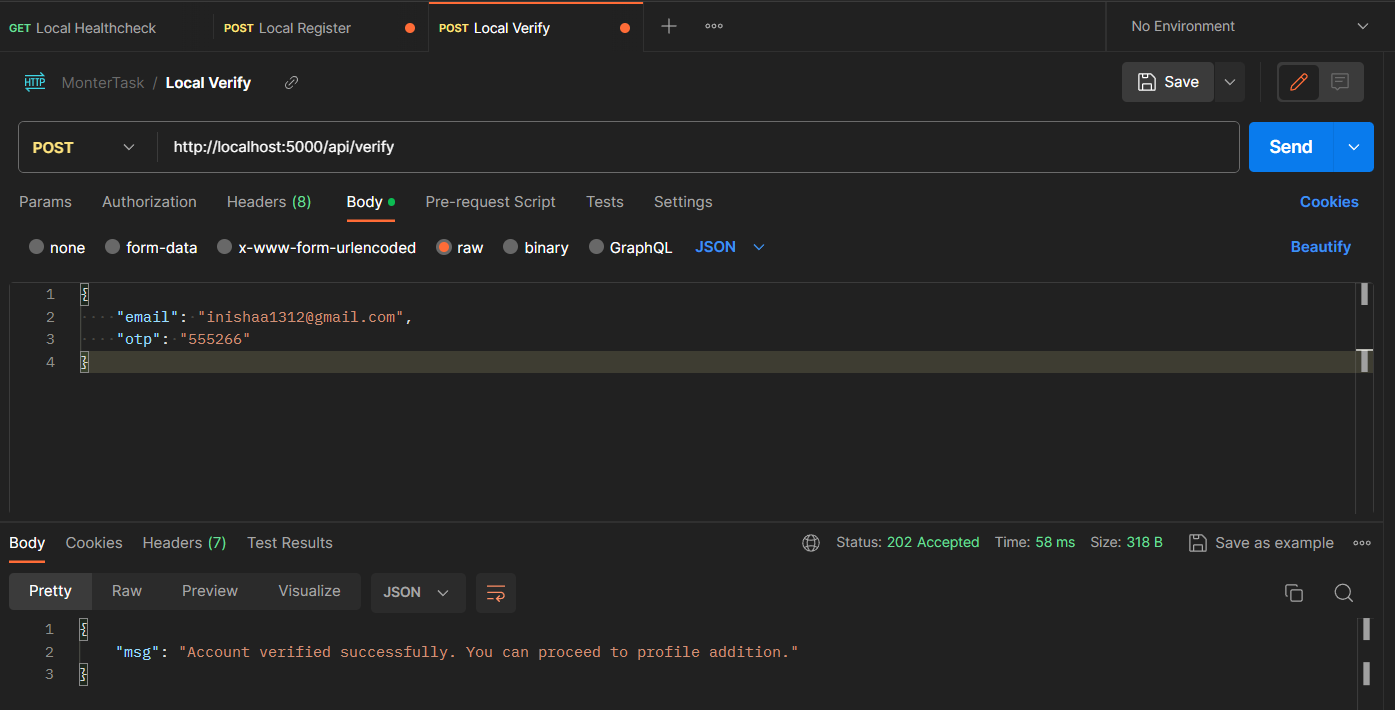 GET Local Healthcheck POST Local Register POST Local Verify No Environment
HTTP MonterTask / Local Verify Save
POST http://localhost:5000/api/verify Send
Params Authorization Headers (8) Body Pre-request Script Tests Settings Cookies
none form-data x-www-form-urlencoded raw binary GraphQL JSON Beautify
1 {
2 "email": "inishaa1312@gmail.com",
3 "otp": "555266"
4 }
Body Cookies Headers (7) Test Results Status: 202 Accepted Time: 58 ms Size: 318 B Save as example
Pretty Raw Preview Visualize JSON
1 {
2 "msg": "Account verified successfully. You can proceed to profile addition."
3 }